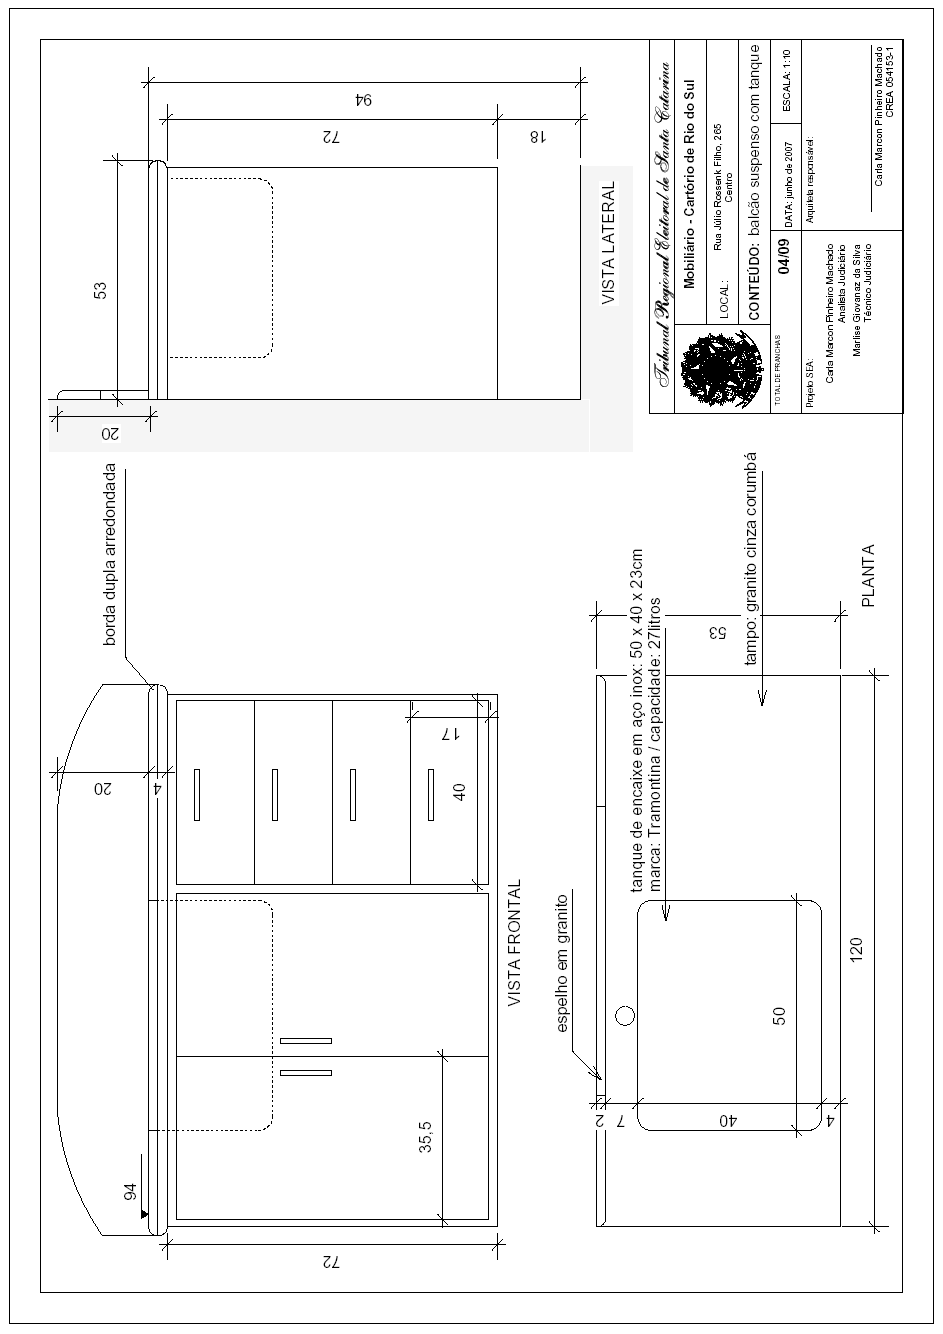 94
72
18
53
20
VISTA LATERAL
borda dupla arredondada
20
4
17
40
35,5
94
72
VISTA FRONTAL
tanque de encaixe em aço inox: 50 x 40 x 23cm
marca: Tramontina / capacidade: 27litros
tampo: granito cinza corumbá
espelho em granito
53
50
120
2
7
40
4
PLANTA
Tribunal Regional Eleitoral de Santa Catarina
Mobiliário - Cartório de Rio do Sul
LOCAL:
Rua Júlio Rossenk Filho, 265
Centro
CONTEÚDO: balcão suspenso com tanque
TOTAL DE PRANCHAS
04/09
DATA: junho de 2007
ESCALA: 1:10
Projeto SEA:
Carla Marcon Pinheiro Machado
Analista Judiciário
Marlise Giovanaz da Silva
Técnico Judiciário
Arquiteta responsável:
Carla Marcon Pinheiro Machado
CREA 054153-1